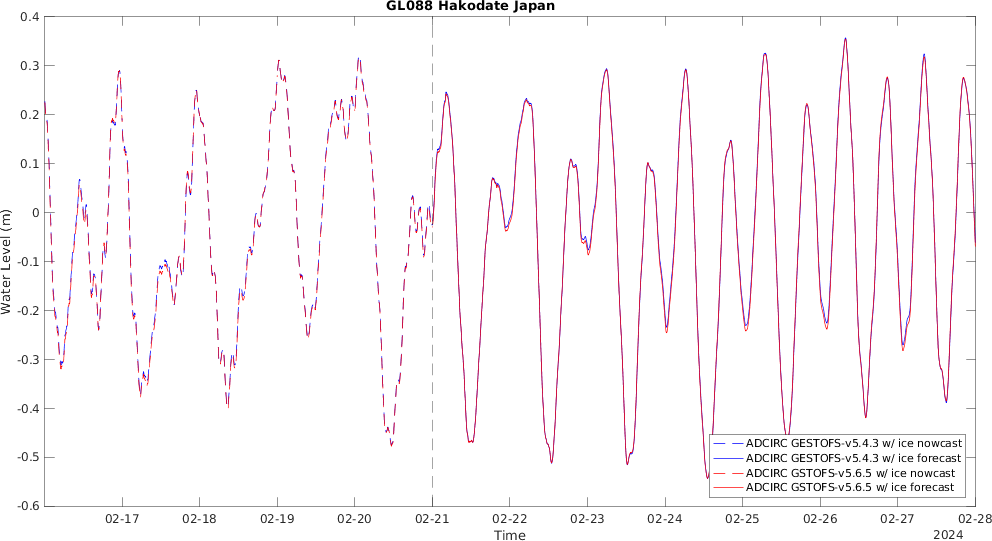 GL088 Hakodate Japan
0.4
0.3
0.2
0.1
0
-0.1
-0.2
-0.3
-0.4
-0.5
-0.6
Water Level (m)
ADCIRC GESTOFS-v5.4.3 w/ ice nowcast
ADCIRC GESTOFS-v5.4.3 w/ ice forecast
ADCIRC GSTOFS-v5.6.5 w/ ice nowcast
ADCIRC GSTOFS-v5.6.5 w/ ice forecast
02-17 02-18 02-19 02-20 02-21 02-22 02-23 02-24 02-25 02-26 02-27 02-28
Time
2024